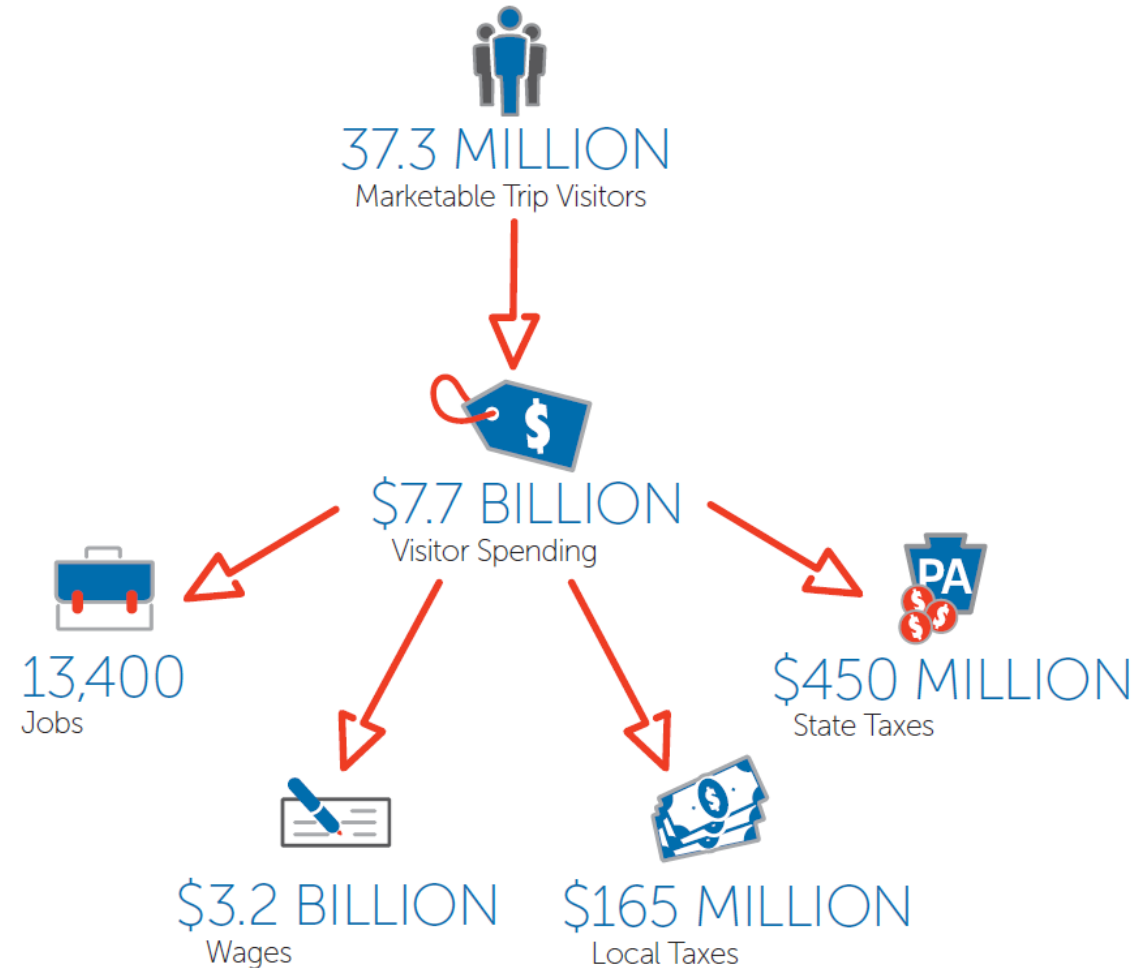 37.3 MILLION
Marketable Trip Visitors
$
$7.7 BILLION
Visitor Spending
PA
$
$
$
13,400
Jobs
$450 MILLION
State Taxes
$
$3.2 BILLION
Wages
$165 MILLION
Local Taxes